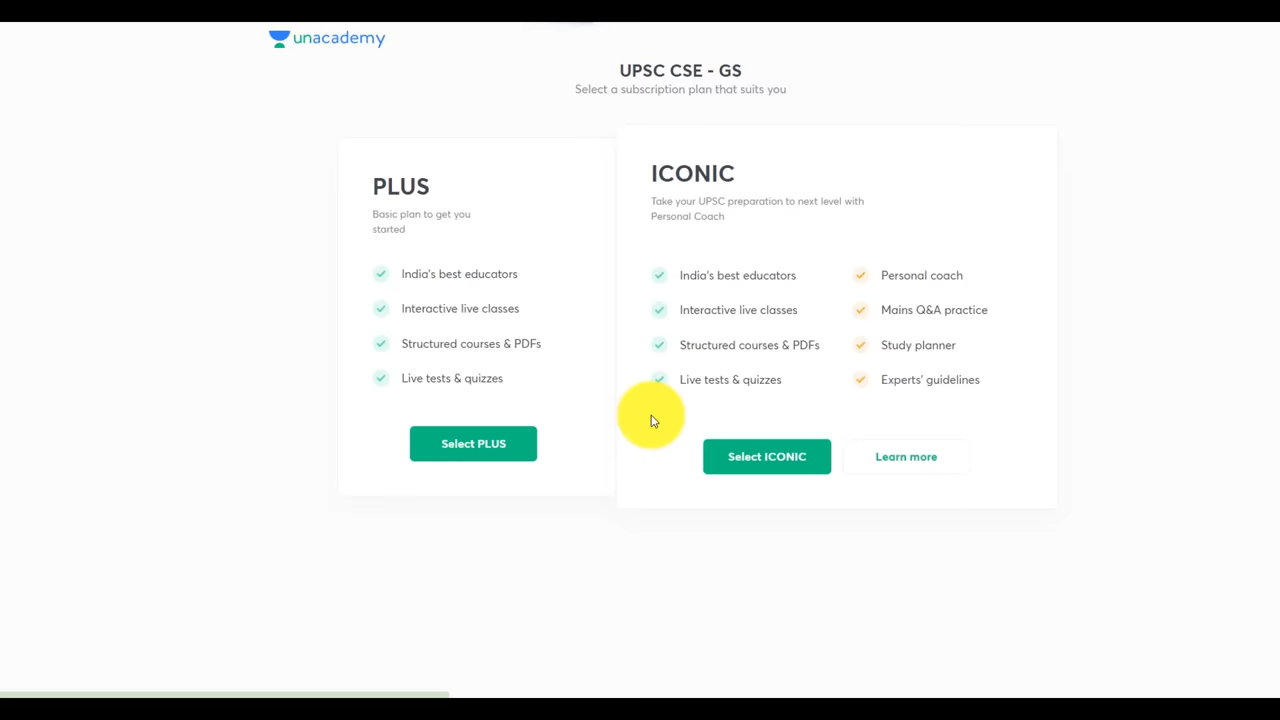 unacademy
UPSC CSE - GS
Select a subscription plan that suits you
PLUS
Basic plan to get you
started
India's best educators
Interactive live classes
Structured courses & PDFs
Live tests & quizzes
Select PLUS
ICONIC
Take your UPSC preparation to next level with
Personal Coach
India's best educators
Interactive live classes
Structured courses & PDFs
Live tests & quizzes
Personal coach
Mains Q&A practice
Study planner
Experts' guidelines
Select ICONIC
Learn more